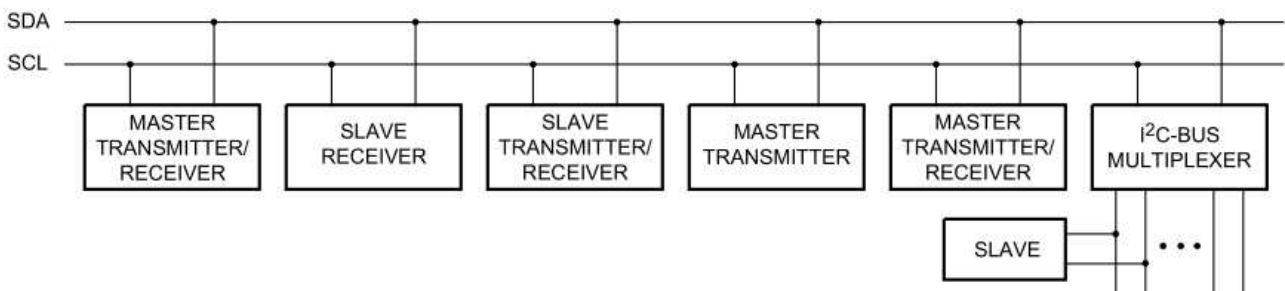 SDA
SCL
MASTER
TRANSMITTER/
RECEIVER
SLAVE
RECEIVER
SLAVE
TRANSMITTER/
RECEIVER
MASTER
TRANSMITTER
MASTER
TRANSMITTER/
RECEIVER
I²C-BUS
MULTIPLEXER
SLAVE